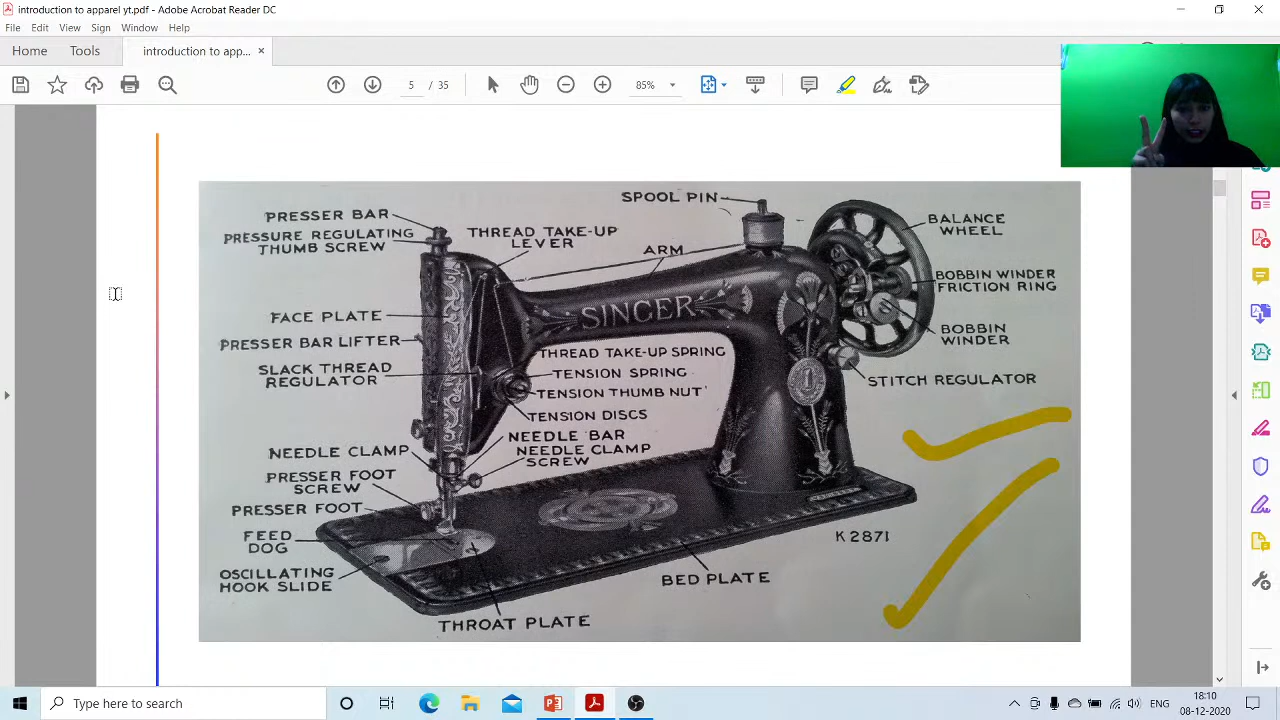 introduction to apparel yt.pdf - Adobe Acrobat Reader DC
File Edit View Sign Window Help
Home Tools introduction to app... ×
5 / 35 85%
SPOOL PIN
PRESSER BAR
PRESSURE REGULATING
THUMB SCREW
THREAD TAKE-UP
LEVER
ARM
BALANCE
WHEEL
BOBBIN WINDER
FRICTION RING
SINGER
FACE PLATE
PRESSER BAR LIFTER
BOBBIN
WINDER
THREAD TAKE-UP SPRING
SLACK THREAD
REGULATOR
TENSION SPRING
STITCH REGULATOR
TENSION THUMB NUT
TENSION DISCS
NEEDLE BAR
NEEDLE CLAMP
NEEDLE CLAMP
SCREW
PRESSER FOOT
SCREW
PRESSER FOOT
FEED
DOG
K2871
OSCILLATING
HOOK SLIDE
BED PLATE
THROAT PLATE
Type here to search
ENG
18:10
08-12-2020